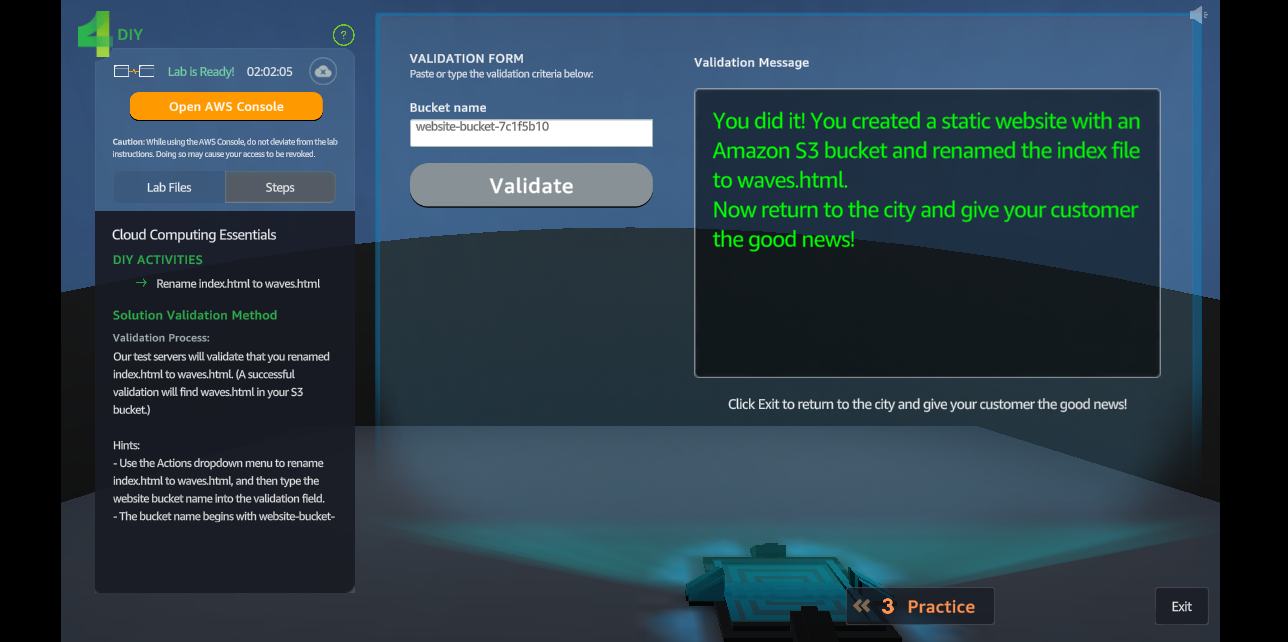 4 DIY
?
Lab is Ready! 02:02:05
Open AWS Console
Caution: While using the AWS Console, do not deviate from the lab
instructions. Doing so may cause your access to be revoked.
Lab Files Steps
Cloud Computing Essentials
DIY ACTIVITIES
→ Rename index.html to waves.html
Solution Validation Method
Validation Process:
Our test servers will validate that you renamed
index.html to waves.html. (A successful
validation will find waves.html in your S3
bucket.)
Hints:
- Use the Actions dropdown menu to rename
index.html to waves.html, and then type the
website bucket name into the validation field.
- The bucket name begins with website-bucket-
VALIDATION FORM
Paste or type the validation criteria below:
Bucket name
website-bucket-7c1f5b10
Validate
Validation Message
You did it! You created a static website with an
Amazon S3 bucket and renamed the index file
to waves.html.
Now return to the city and give your customer
the good news!
Click Exit to return to the city and give your customer the good news!
3 Practice
Exit